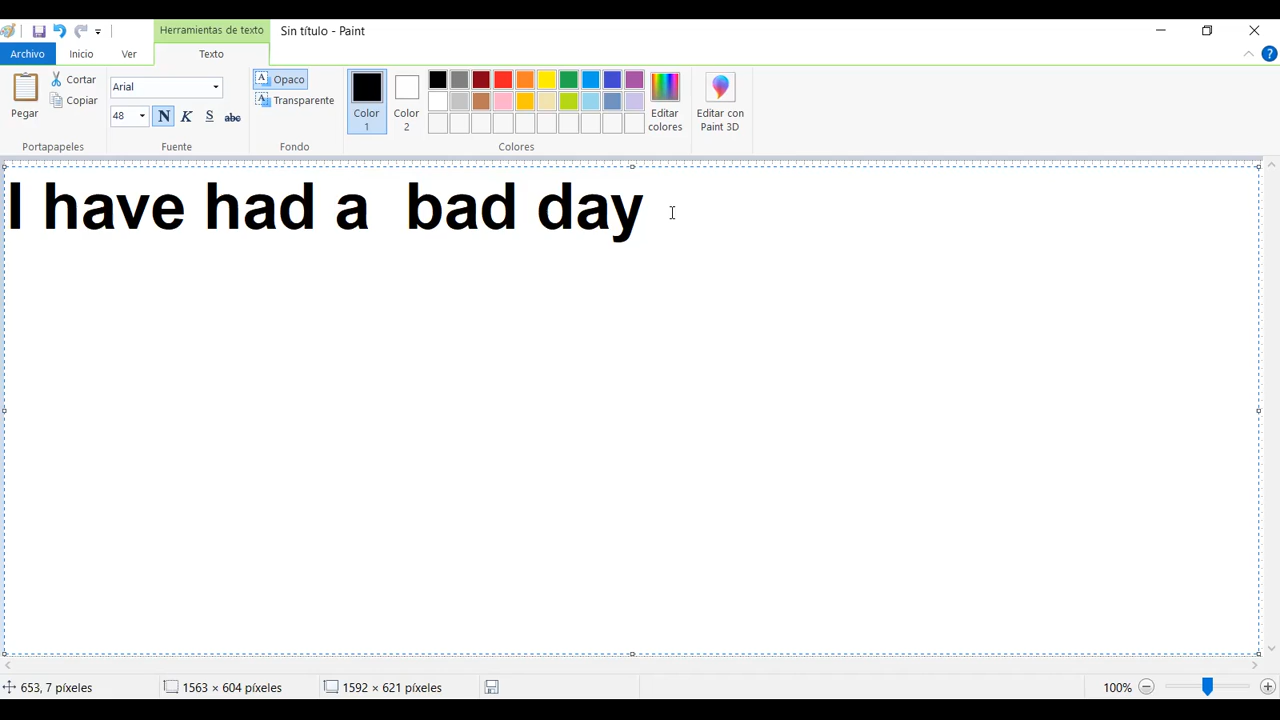 Herramientas de texto Sin título - Paint
Archivo Inicio Ver Texto
Pegar Cortar Copiar
Portapapeles
Arial
48 N K S abc
Fuente
Opaco
Transparente
Fondo
Color 1
Color 2
Editar colores
Colores
Editar con Paint 3D
I have had a  bad day
653, 7 píxeles 1563 × 604 píxeles 1592 × 621 píxeles 100%